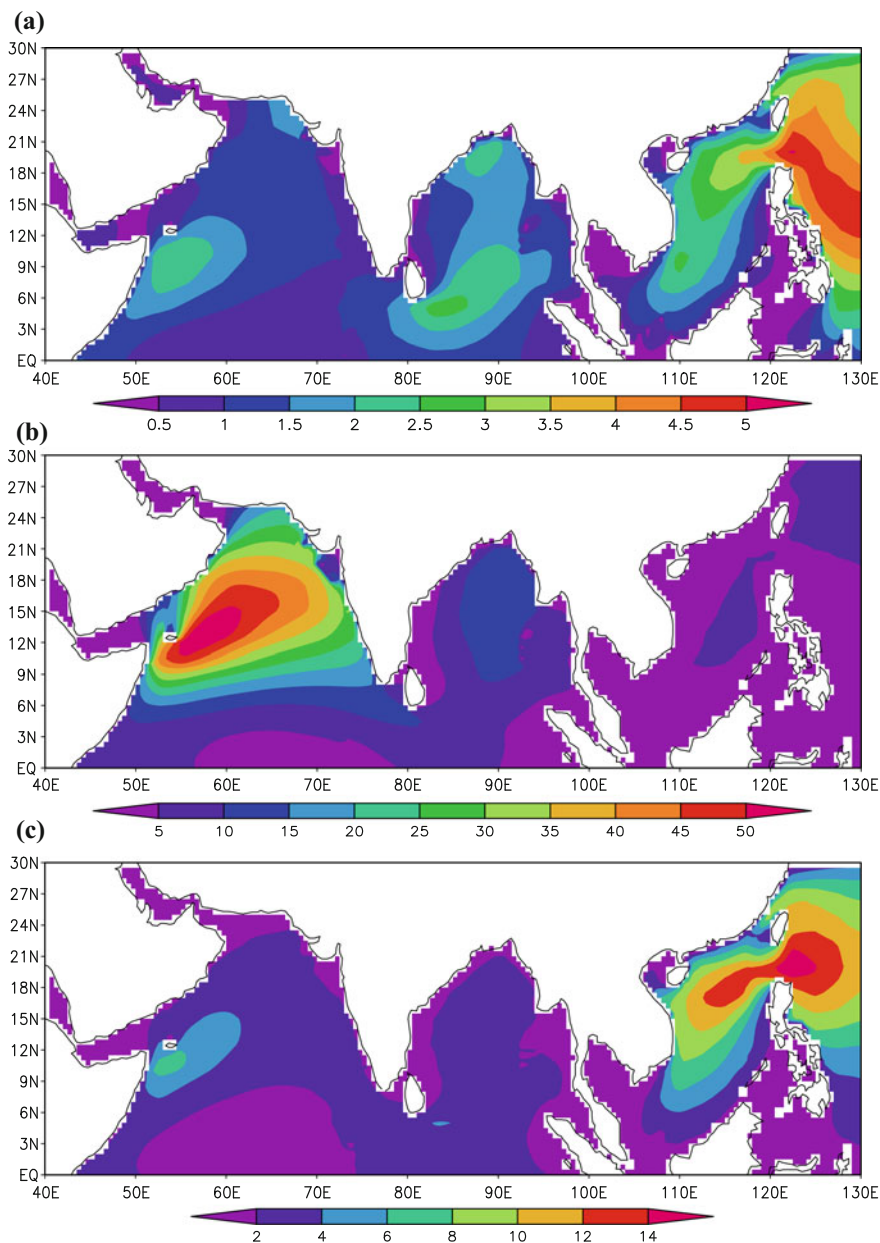 (a)
30N
27N
24N
21N
18N
15N
12N
9N
6N
3N
EQ
40E 50E 60E 70E 80E 90E 100E 110E 120E 130E
0.5 1 1.5 2 2.5 3 3.5 4 4.5 5
(b)
30N
27N
24N
21N
18N
15N
12N
9N
6N
3N
EQ
40E 50E 60E 70E 80E 90E 100E 110E 120E 130E
5 10 15 20 25 30 35 40 45 50
(c)
30N
27N
24N
21N
18N
15N
12N
9N
6N
3N
EQ
40E 50E 60E 70E 80E 90E 100E 110E 120E 130E
2 4 6 8 10 12 14